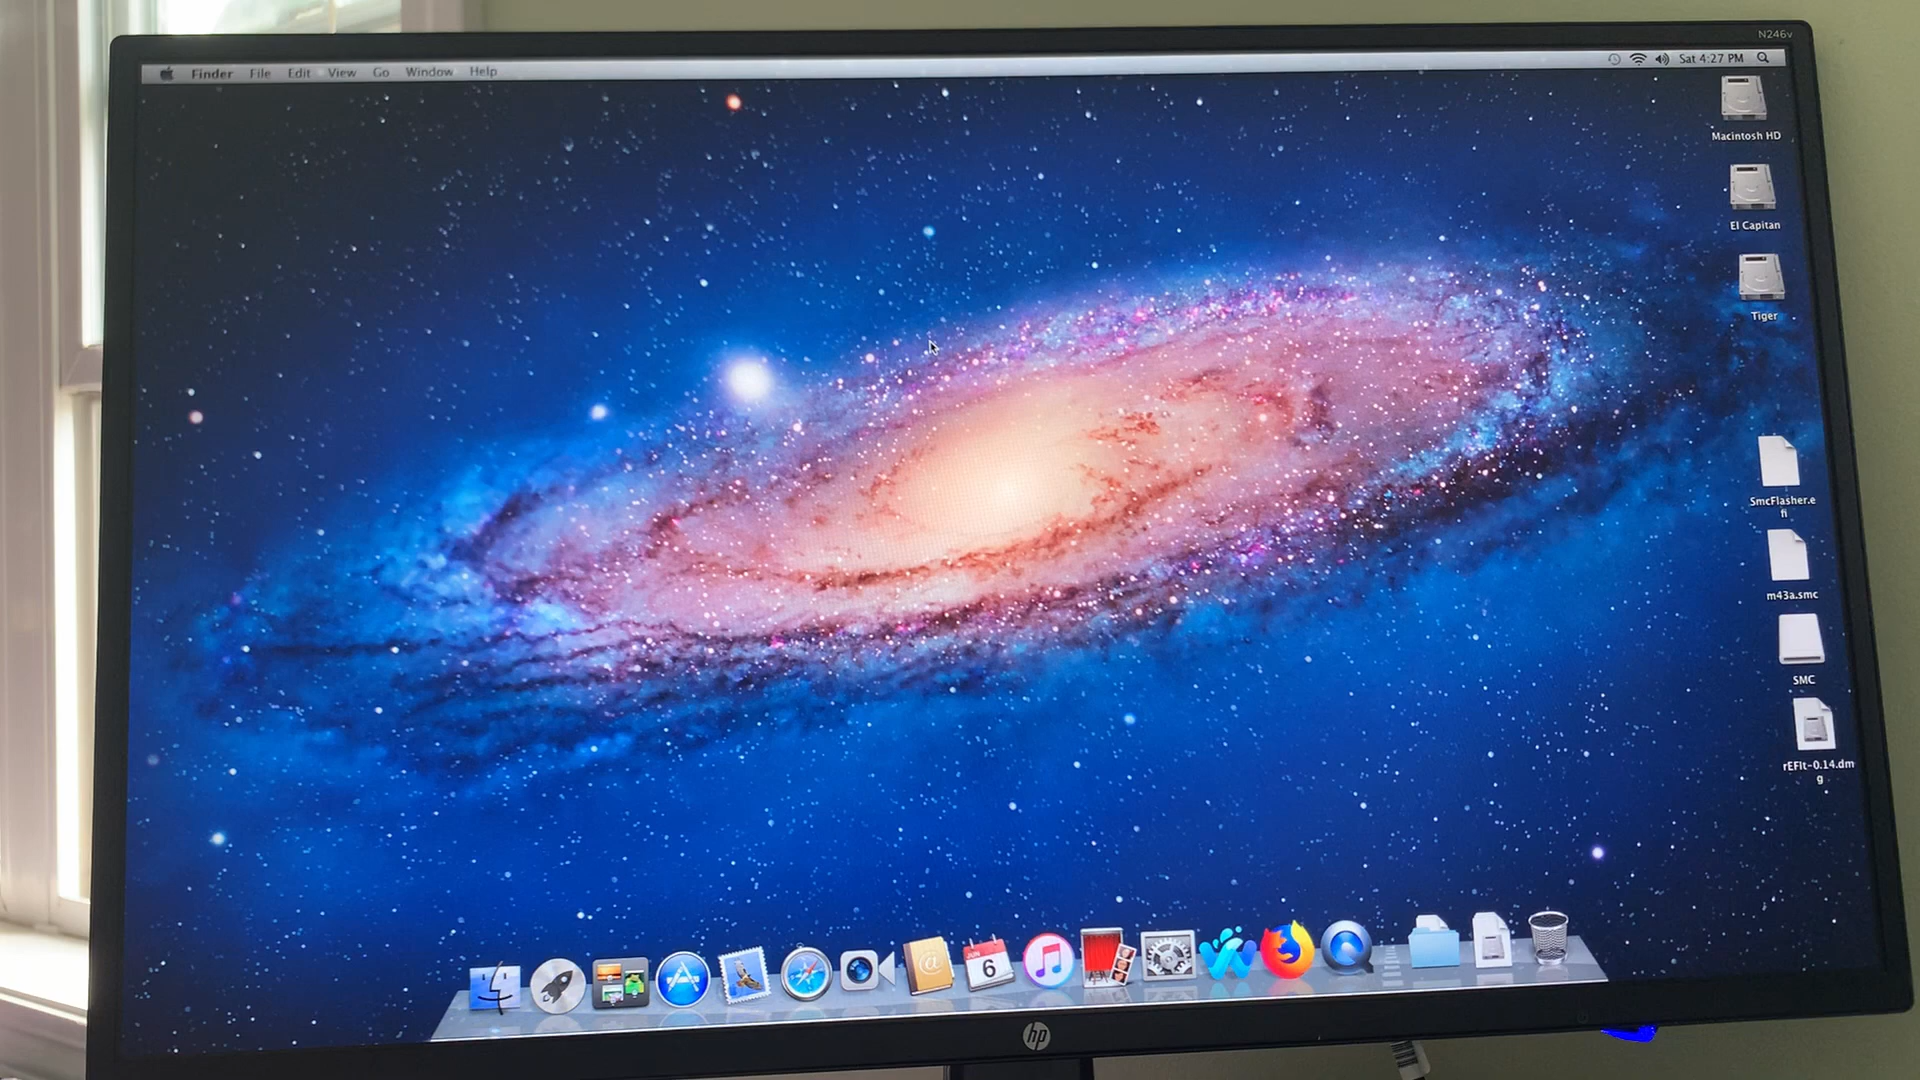 N246v
Finder File Edit View Go Window Help
Sat 4:27 PM
Macintosh HD
El Capitan
Tiger
SmcFlasher.e
fi
m43a.smc
SMC
rEFIt-0.14.dm
g
JUN
6
hp